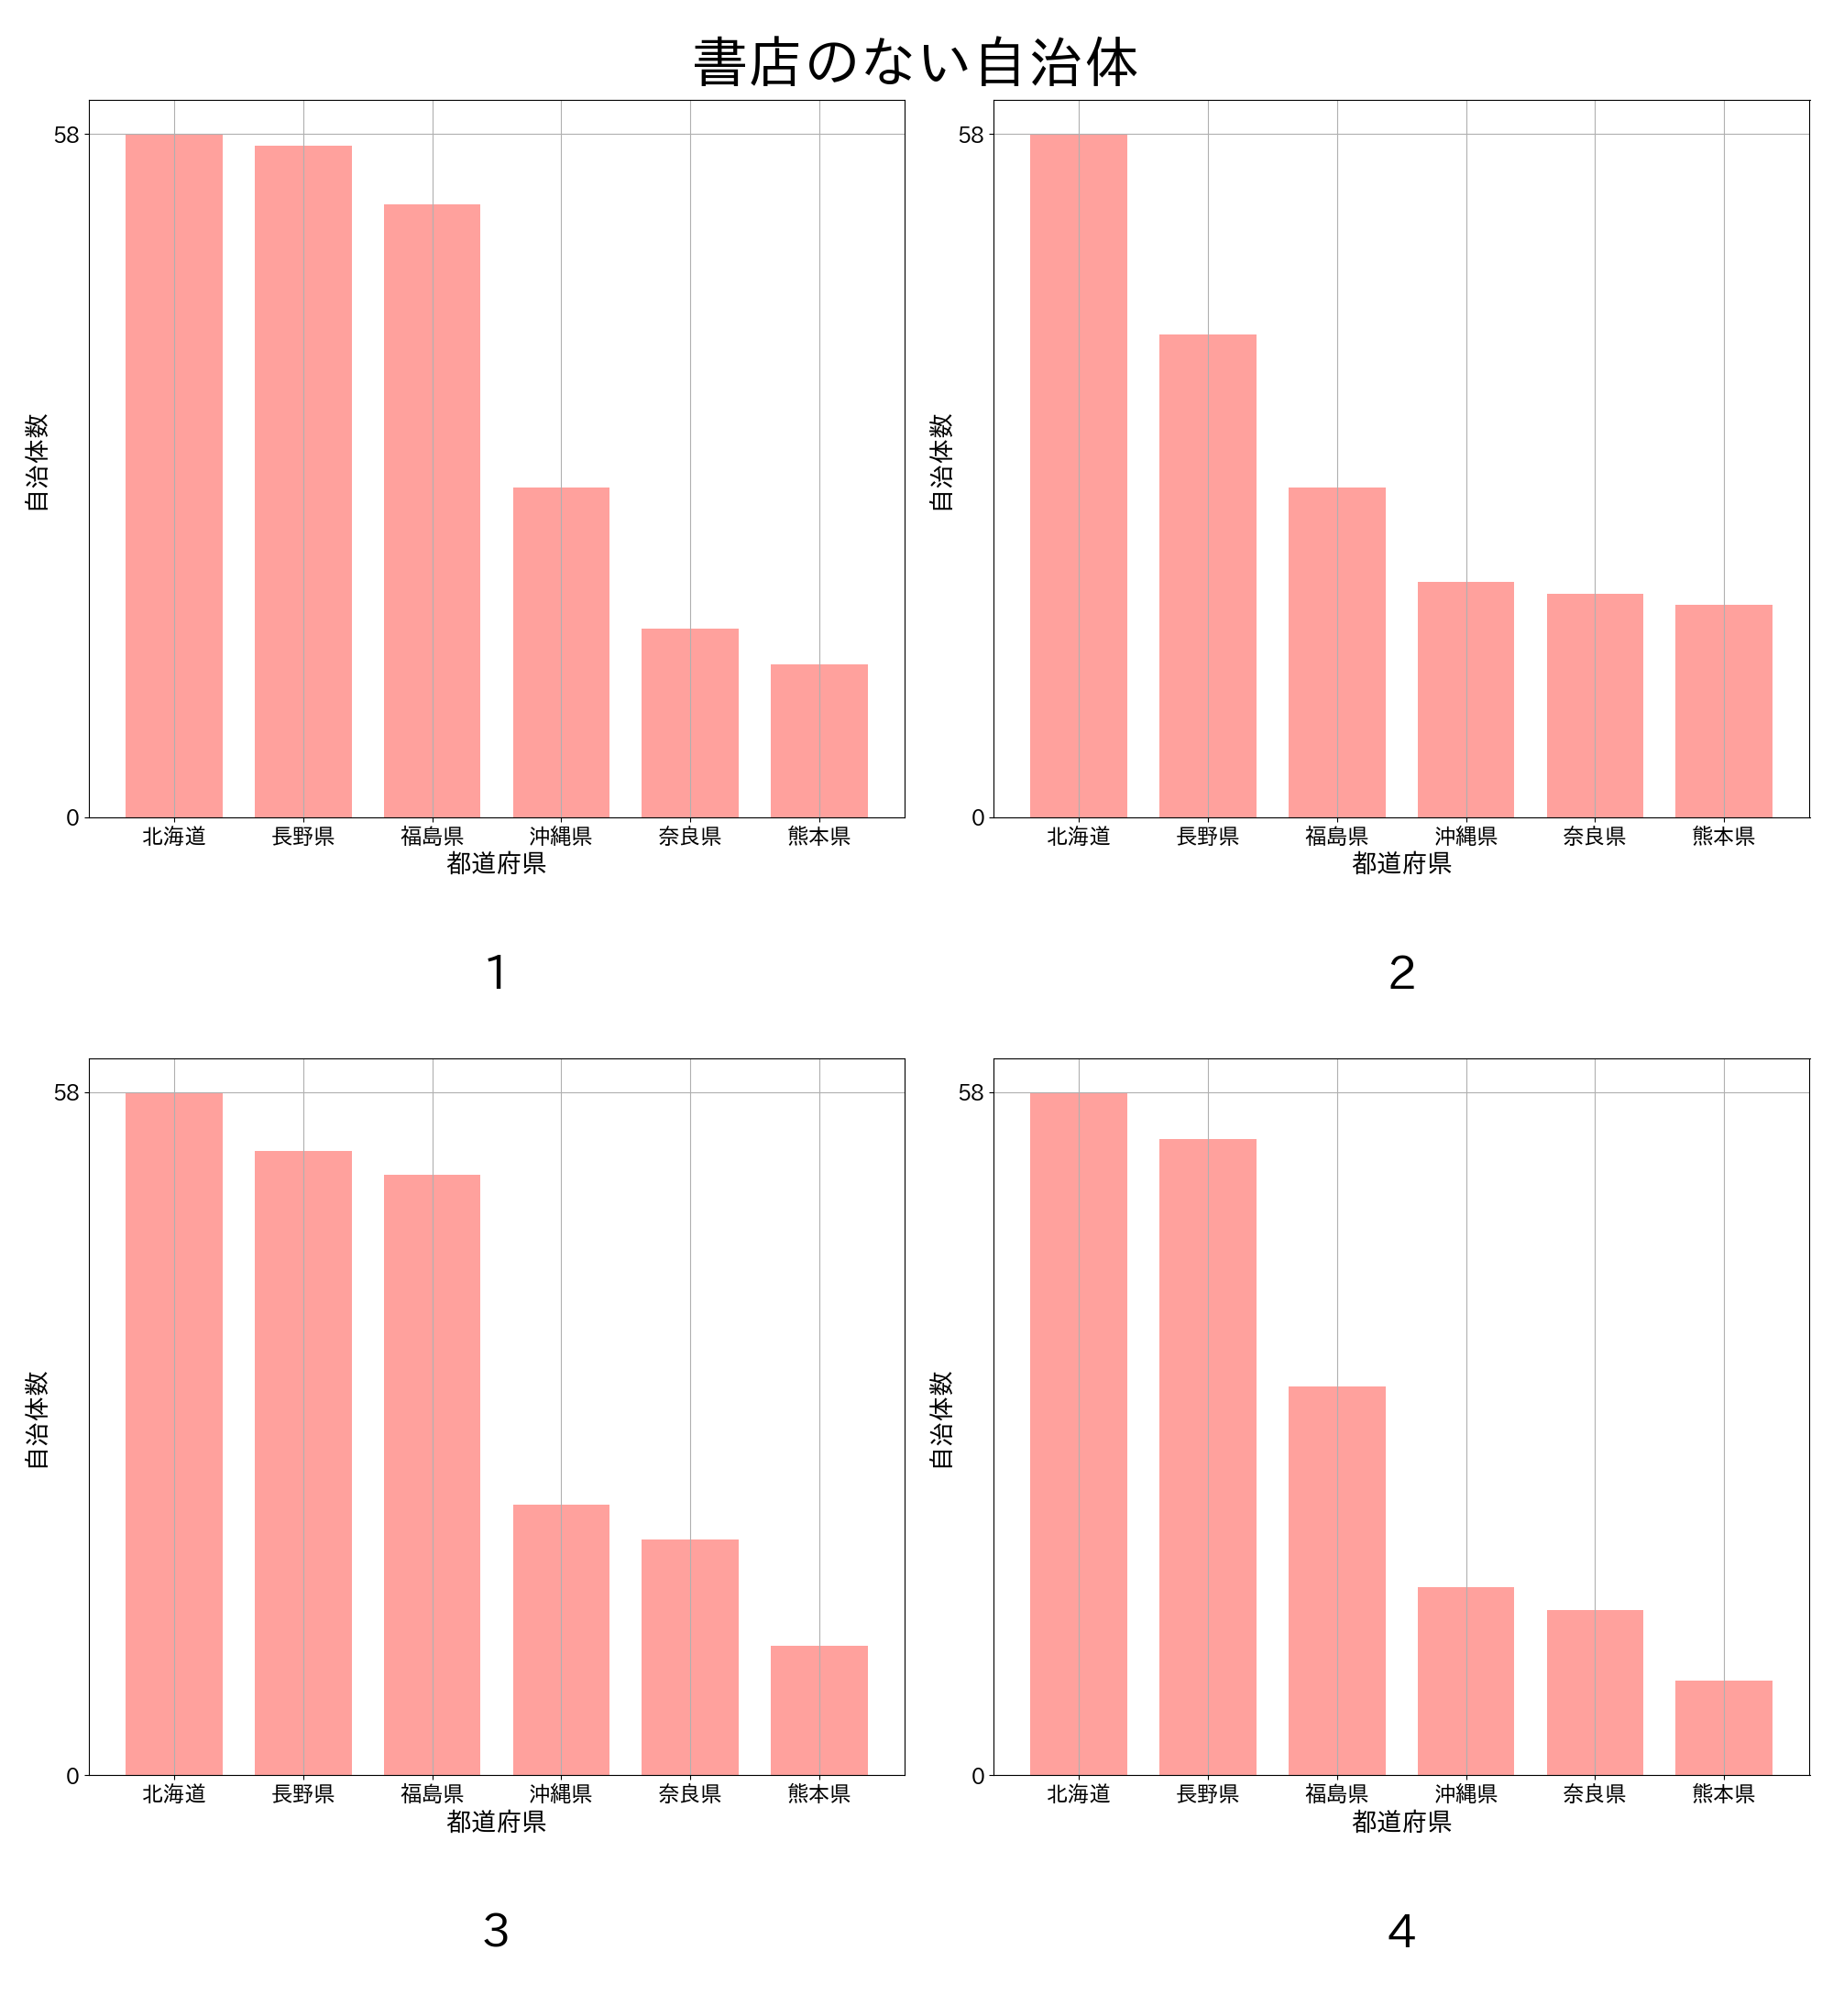 書店のない自治体
58
0
自治体数
北海道 長野県 福島県 沖縄県 奈良県 熊本県
都道府県
1
58
0
自治体数
北海道 長野県 福島県 沖縄県 奈良県 熊本県
都道府県
2
58
0
自治体数
北海道 長野県 福島県 沖縄県 奈良県 熊本県
都道府県
3
58
0
自治体数
北海道 長野県 福島県 沖縄県 奈良県 熊本県
都道府県
4